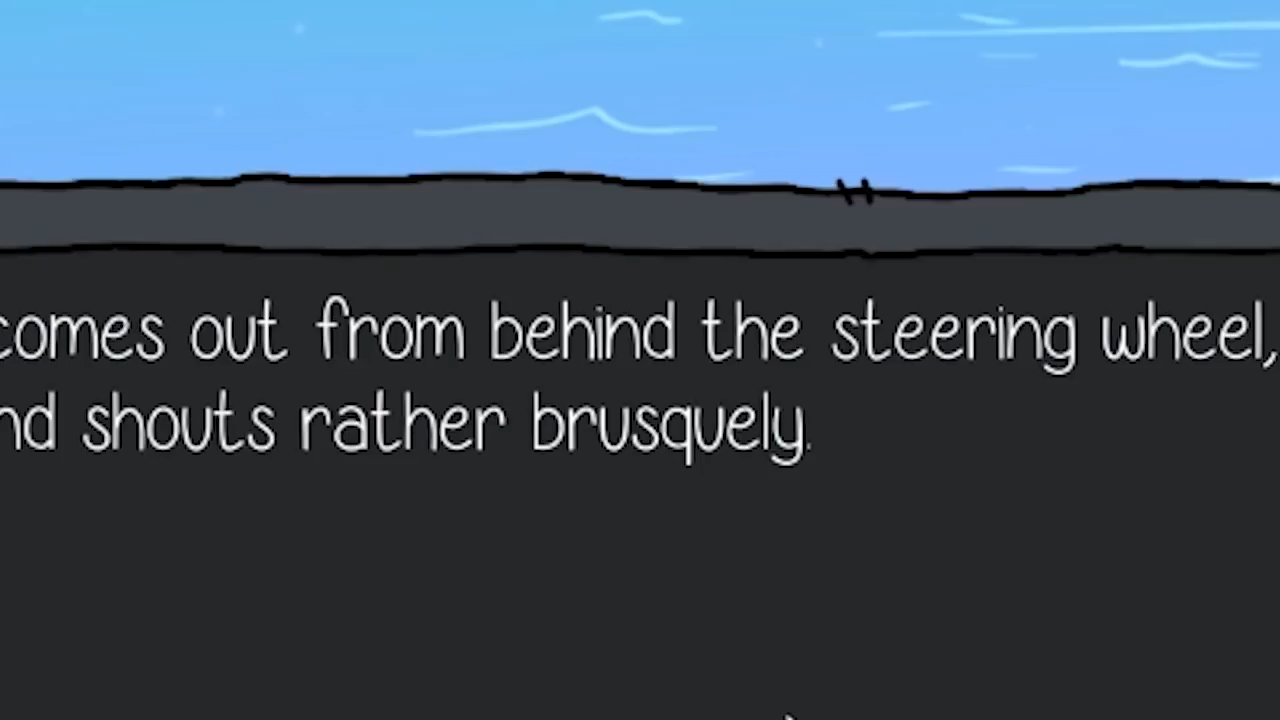 comes out from behind the steering wheel,
nd shouts rather brusquely.